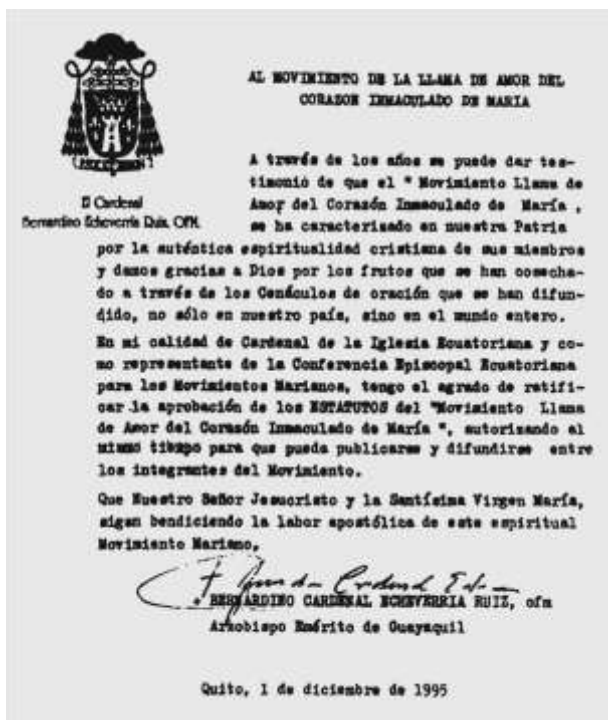 AL MOVIMIENTO DE LA LLAMA DE AMOR DEL
CORAZON INMACULADO DE MARIA
El Cardenal
Bernardino Echeverría Ruiz, OFM.
A través de los años se puede dar tes-
timonio de que el " Movimiento Llama de
Amor del Corazón Inmaculado de María ,
se ha caracterizado en nuestra Patria
por la auténtica espiritualidad cristiana de sus miembros
y damos gracias a Dios por los frutos que se han cosecha-
do a través de los Cenáculos de oración que se han difun-
dido, no sólo en nuestro país, sino en el mundo entero.
En mi calidad de Cardenal de la Iglesia Ecuatoriana y co-
mo representante de la Conferencia Episcopal Ecuatoriana
para los Movimientos Marianos, tengo el agrado de ratifi-
car la aprobación de los ESTATUTOS del "Movimiento Llama
de Amor del Corazón Inmaculado de María ", autorizando al
mismo tiempo para que pueda publicarse y difundirse entre
los integrantes del Movimiento.
Que Nuestro Señor Jesucristo y la Santísima Virgen María,
sigan bendiciendo la labor apostólica de este espiritual
Movimiento Mariano,
BERNARDINO CARDENAL ECHEVERRIA RUIZ, ofm
Arzobispo Emérito de Guayaquil
Quito, 1 de diciembre de 1995